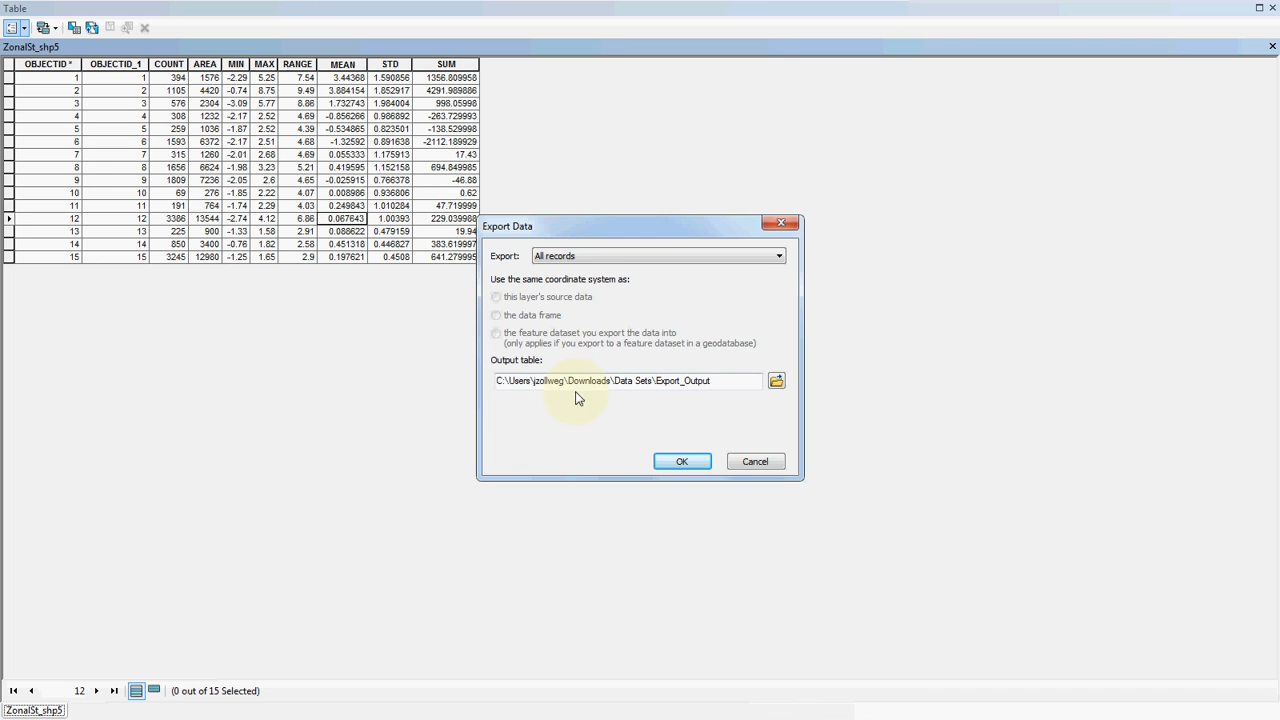 Table
ZonalSt_shp5
OBJECTID * OBJECTID_1 COUNT AREA MIN MAX RANGE MEAN STD SUM
1 1 394 1576 -2.29 5.25 7.54 3.44368 1.590856 1356.809958
2 2 1105 4420 -0.74 8.75 9.49 3.884154 1.852917 4291.989886
3 3 576 2304 -3.09 5.77 8.86 1.732743 1.984004 998.05998
4 4 308 1232 -2.17 2.52 4.69 -0.856266 0.986892 -263.729993
5 5 259 1036 -1.87 2.52 4.39 -0.534865 0.823501 -138.529998
6 6 1593 6372 -2.17 2.51 4.68 -1.32592 0.891638 -2112.189929
7 7 315 1260 -2.01 2.68 4.69 0.055333 1.175913 17.43
8 8 1656 6624 -1.98 3.23 5.21 0.419595 1.152158 694.849985
9 9 1809 7236 -2.05 2.6 4.65 -0.025915 0.766378 -46.88
10 10 69 276 -1.85 2.22 4.07 0.008986 0.936806 0.62
11 11 191 764 -1.74 2.29 4.03 0.249843 1.010284 47.719999
12 12 3386 13544 -2.74 4.12 6.86 0.067643 1.00393 229.039988
13 13 225 900 -1.33 1.58 2.91 0.088622 0.479159 19.94
14 14 850 3400 -0.76 1.82 2.58 0.451318 0.446827 383.619997
15 15 3245 12980 -1.25 1.65 2.9 0.197621 0.4508 641.279995
Export Data
Export: All records
Use the same coordinate system as:
this layer's source data
the data frame
the feature dataset you export the data into
(only applies if you export to a feature dataset in a geodatabase)
Output table:
C:\Users\jzollweg\Downloads\Data Sets\Export_Output
OK Cancel
12 (0 out of 15 Selected)
ZonalSt_shp5